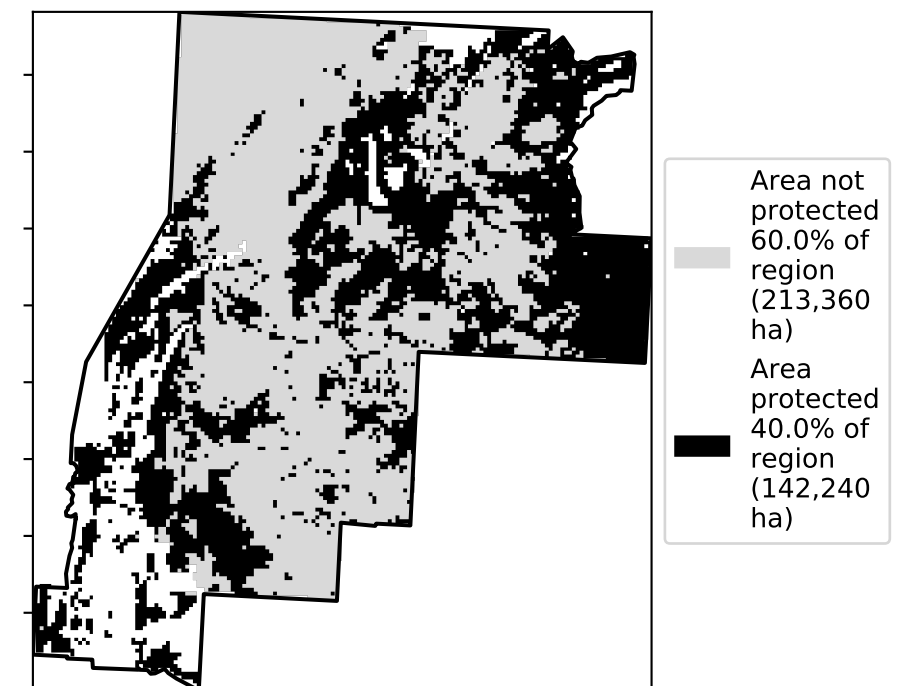 Area not
protected
60.0% of
region
(213,360
ha)
Area
protected
40.0% of
region
(142,240
ha)